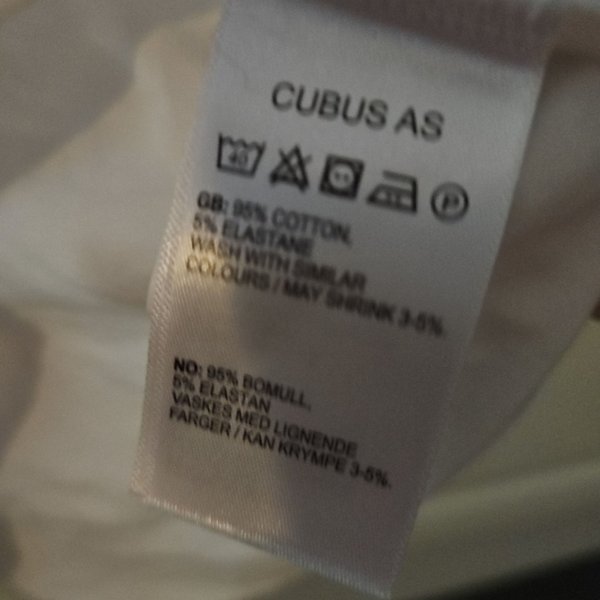 CUBUS AS
40
P
GB: 95% COTTON,
5% ELASTANE
WASH WITH SIMILAR
COLOURS / MAY SHRINK 3-5%
NO: 95% BOMULL,
5% ELASTAN
VASKES MED LIGNENDE
FARGER / KAN KRYMPE 3-5%.